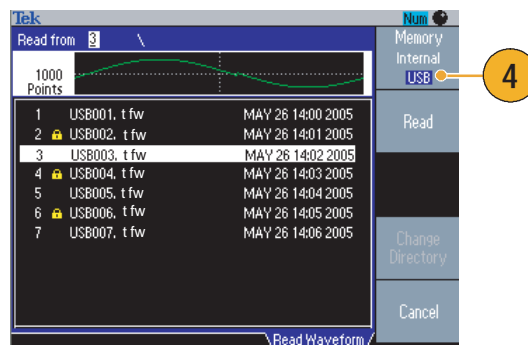 Tek
Num
Read from 3 \
Memory
Internal
USB
4
1000
Points
Read
1 USB001. tfw MAY 26 14:00 2005
2 USB002. tfw MAY 26 14:01 2005
3 USB003. tfw MAY 26 14:02 2005
4 USB004. tfw MAY 26 14:03 2005
5 USB005. tfw MAY 26 14:04 2005
6 USB006. tfw MAY 26 14:05 2005
7 USB007. tfw MAY 26 14:06 2005
Change
Directory
Cancel
Read Waveform